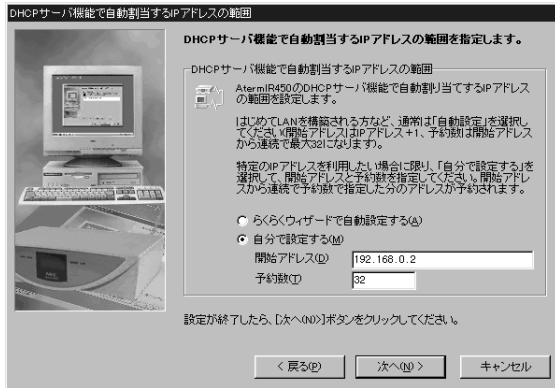 DHCPサーバ機能で自動割当するIPアドレスの範囲
DHCPサーバ機能で自動割当するIPアドレスの範囲を指定します。
DHCPサーバ機能で自動割当するIPアドレスの範囲
AtermIR450のDHCPサーバ機能で自動割り当てするIPアドレス
の範囲を設定します。
はじめてLANを構築される方など、通常は「自動設定」を選択し
てください(開始アドレスはIPアドレス+1、予約数は開始アドレス
から連続で最大32になります)。
特定のIPアドレスを利用したい場合に限り、「自分で設定する」を
選択して、開始アドレスと予約数を指定してください。開始アドレ
スから連続で予約数で指定した分のアドレスが予約されます。
らくらくウィザードで自動設定する(A)
自分で設定する(M)
開始アドレス(D)
192.168.0.2
予約数(T)
32
設定が終了したら、[次へ(N)>]ボタンをクリックしてください。
< 戻る(P)
次へ(N) >
キャンセル
NEC